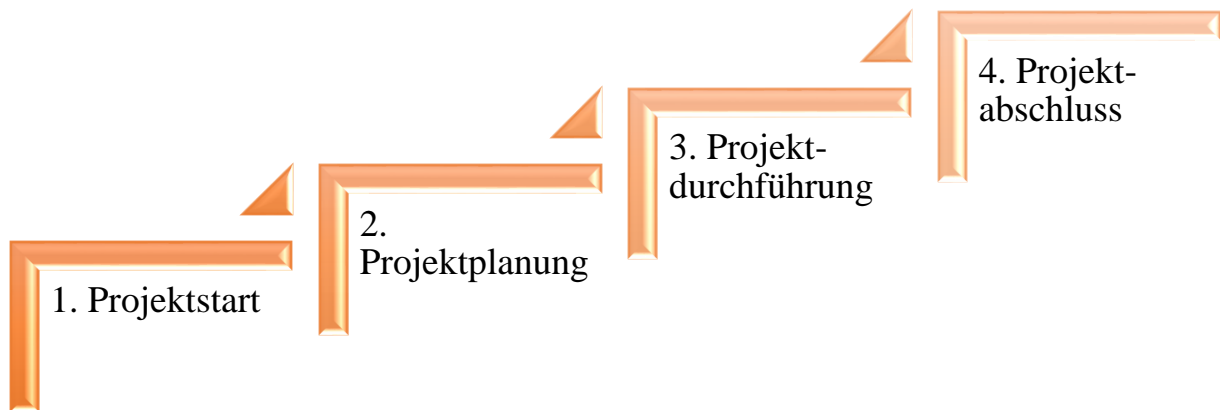 1. Projektstart
2.
Projektplanung
3. Projekt-
durchführung
4. Projekt-
abschluss